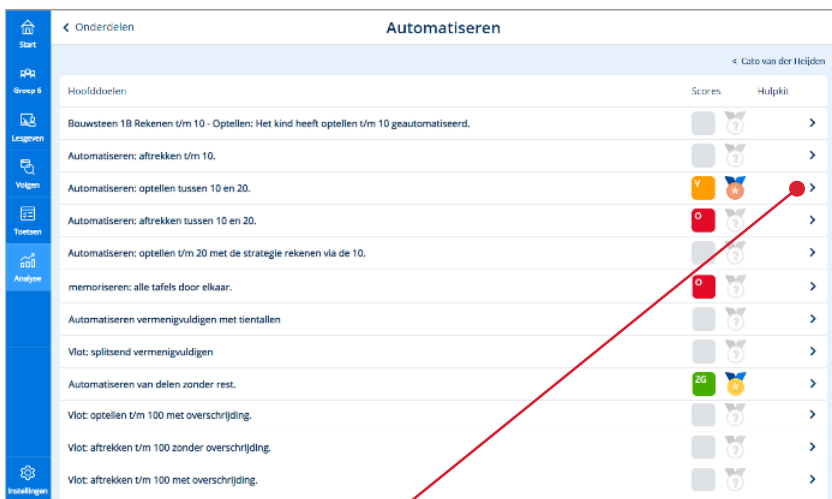 Start
Groep 6
Lesgeven
Volgen
Toetsen
Analyse
Instellingen
Onderdelen
Automatiseren
< Cato van der Heijden
Hoofddoelen Scores Hulpkit
Bouwsteen 1B Rekenen t/m 10 - Optellen: Het kind heeft optellen t/m 10 geautomatiseerd. ?
Automatiseren: aftrekken t/m 10. ?
Automatiseren: optellen tussen 10 en 20. V
Automatiseren: aftrekken tussen 10 en 20. O ?
Automatiseren: optellen t/m 20 met de strategie rekenen via de 10. ?
memoriseren: alle tafels door elkaar. O ?
Automatiseren vermenigvuldigen met tientallen ?
Vlot: splitsend vermenigvuldigen ?
Automatiseren van delen zonder rest. ZG
Vlot: optellen t/m 100 met overschrijding. ?
Vlot: aftrekken t/m 100 zonder overschrijding. ?
Vlot: aftrekken t/m 100 met overschrijding. ?